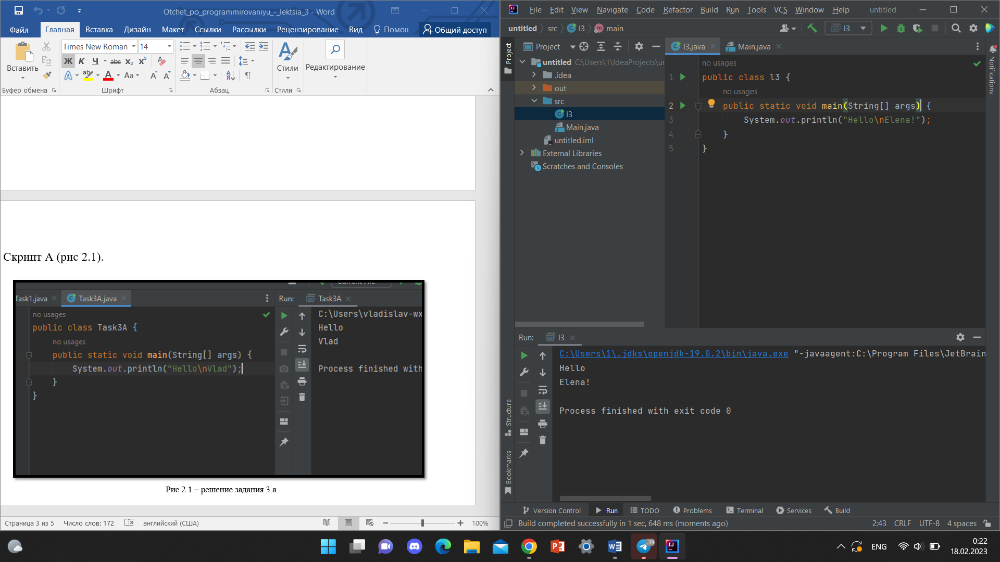 Otchet_po_programmirovaniyu_-_lektsia_3 - Word
Файл Главная Вставка Дизайн Макет Ссылки Рассылки Рецензирование Вид Помощ Общий доступ
Вставить
Буфер обмена
Times New Roman 14
Ж К Ч abc x₂ x²
A aby A Aa A A
Шрифт
Абзац
Стили
Стили
Редактирование
Скрипт А (рис 2.1).
Task1.java Task3A.java
no usages
public class Task3A {
no usages
public static void main(String[] args) {
System.out.println("Hello\nVlad");
}
}
Run: Task3A
C:\Users\vladislav-wx
Hello
Vlad
Process finished with
Рис 2.1 – решение задания 3.а
Страница 3 из 5 Число слов: 172 английский (США) 100%
File Edit View Navigate Code Refactor Build Run Tools VCS Window Help untitled
untitled src l3 main l3
Project
Project
untitled C:\Users\1\IdeaProjects\un
.idea
out
src
l3
Main.java
untitled.iml
External Libraries
Scratches and Consoles
l3.java Main.java
no usages
1 public class l3 {
no usages
2 public static void main(String[] args) {
3 System.out.println("Hello\nElena!");
4 }
5 }
Notifications
Run: l3
C:\Users\1\.jdks\openjdk-19.0.2\bin\java.exe "-javaagent:C:\Program Files\JetBrain
Hello
Elena!
Process finished with exit code 0
Structure
Bookmarks
Version Control Run TODO Problems Terminal Services Build
Build completed successfully in 1 sec, 648 ms (moments ago) 2:43 CRLF UTF-8 4 spaces
39
ENG
0:22
18.02.2023